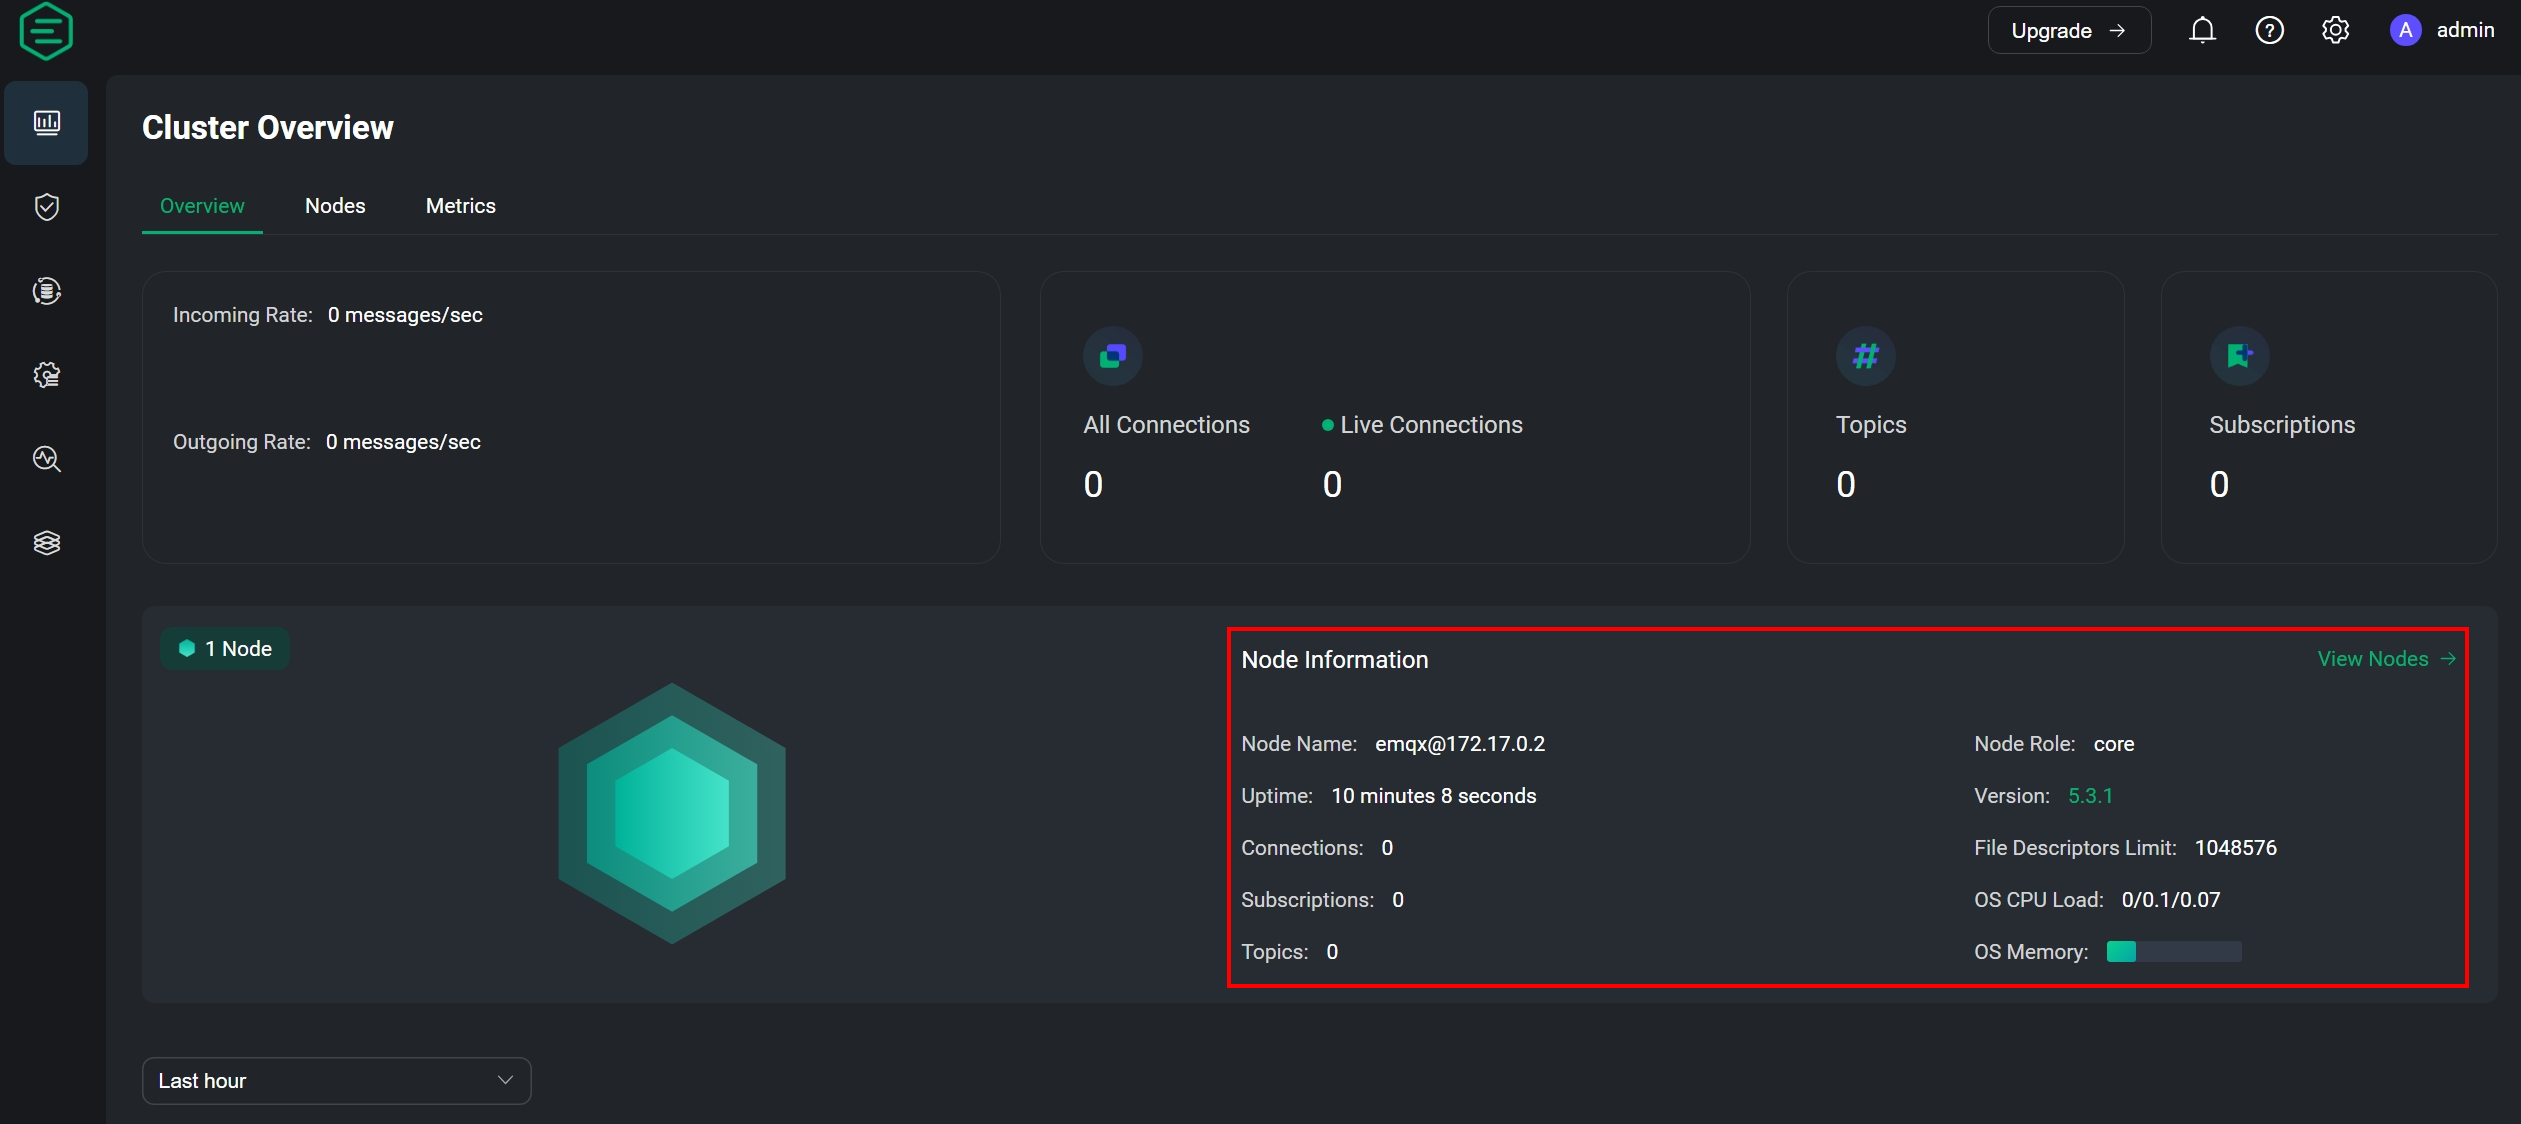 Upgrade →
A admin
Cluster Overview
Overview Nodes Metrics
Incoming Rate: 0 messages/sec
Outgoing Rate: 0 messages/sec
All Connections
0
Live Connections
0
#
Topics
0
Subscriptions
0
1 Node
Node Information
View Nodes →
Node Name: emqx@172.17.0.2
Node Role: core
Uptime: 10 minutes 8 seconds
Version: 5.3.1
Connections: 0
File Descriptors Limit: 1048576
Subscriptions: 0
OS CPU Load: 0/0.1/0.07
Topics: 0
OS Memory:
Last hour